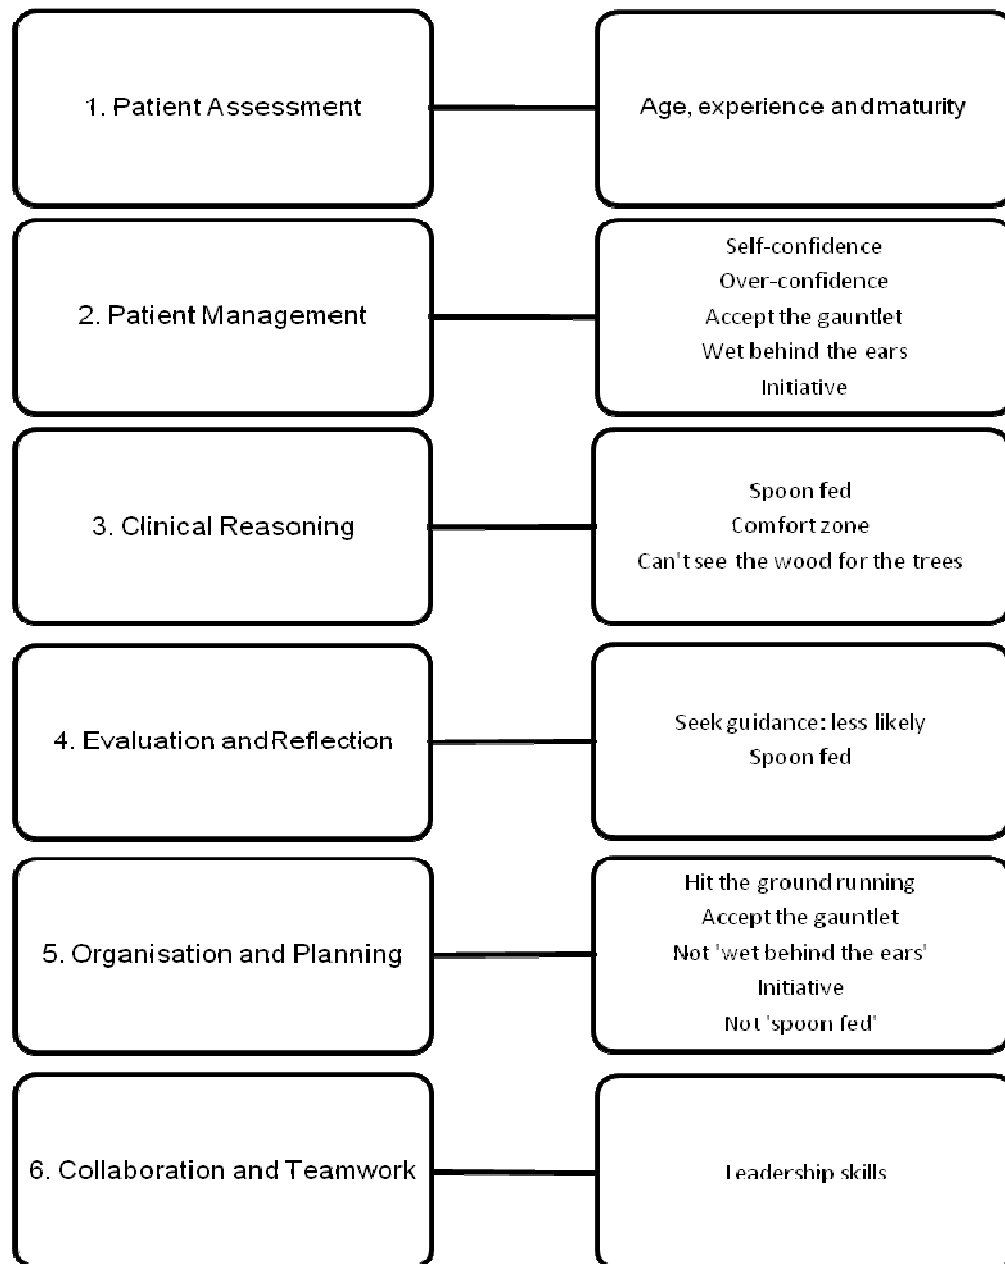 1. Patient Assessment
Age, experience and maturity
2. Patient Management
Self-confidence
Over-confidence
Accept the gauntlet
Wet behind the ears
Initiative
3. Clinical Reasoning
Spoon fed
Comfort zone
Can't see the wood for the trees
4. Evaluation and Reflection
Seek guidance: less likely
Spoon fed
5. Organisation and Planning
Hit the ground running
Accept the gauntlet
Not 'wet behind the ears'
Initiative
Not 'spoon fed'
6. Collaboration and Teamwork
Leadership skills